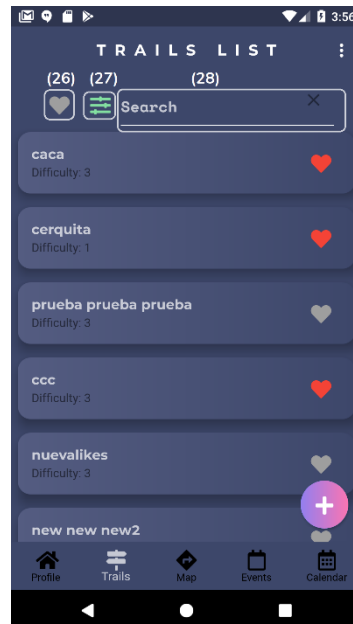 3:56
TRAILS LIST
(26) (27) (28)
Search
caca
Difficulty: 3
cerquita
Difficulty: 1
prueba prueba prueba
Difficulty: 3
ccc
Difficulty: 3
nuevalikes
Difficulty: 3
new new new2
Profile Trails Map Events Calendar